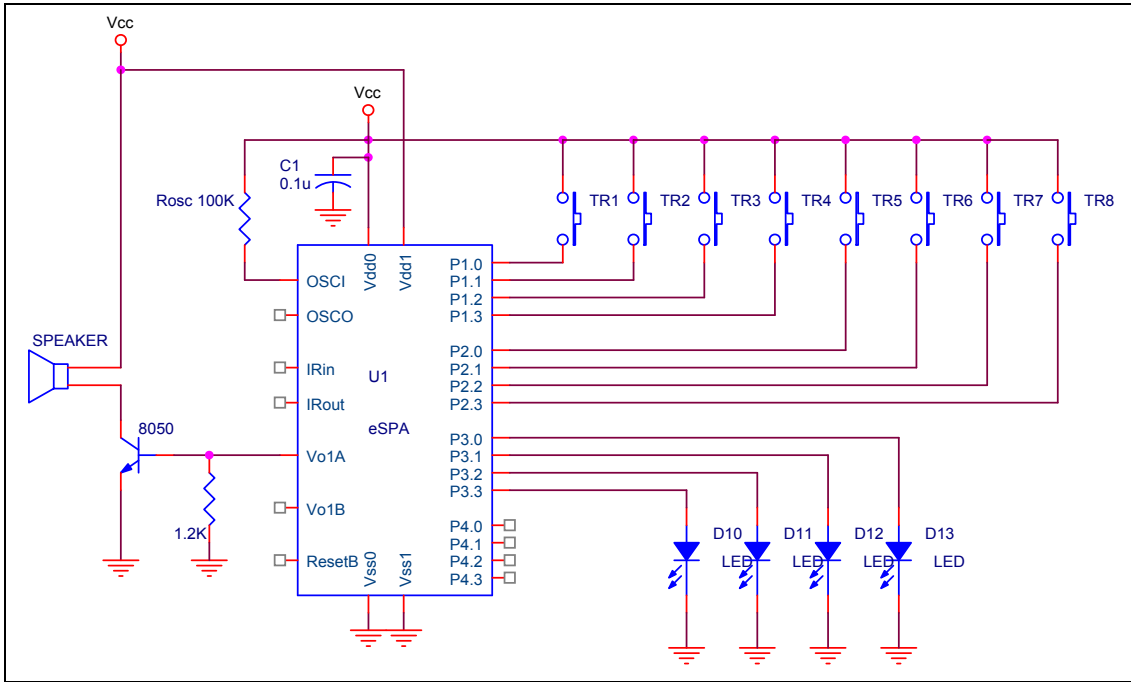 Vcc
Vcc
C1
0.1u
Rosc 100K
TR1
TR2
TR3
TR4
TR5
TR6
TR7
TR8
Vdd0
Vdd1
OSCI
OSCO
IRin
IRout
Vo1A
Vo1B
ResetB
U1
eSPA
Vss0
Vss1
P1.0
P1.1
P1.2
P1.3
P2.0
P2.1
P2.2
P2.3
P3.0
P3.1
P3.2
P3.3
P4.0
P4.1
P4.2
P4.3
SPEAKER
8050
1.2K
D10
LED
D11
LED
D12
LED
D13
LED